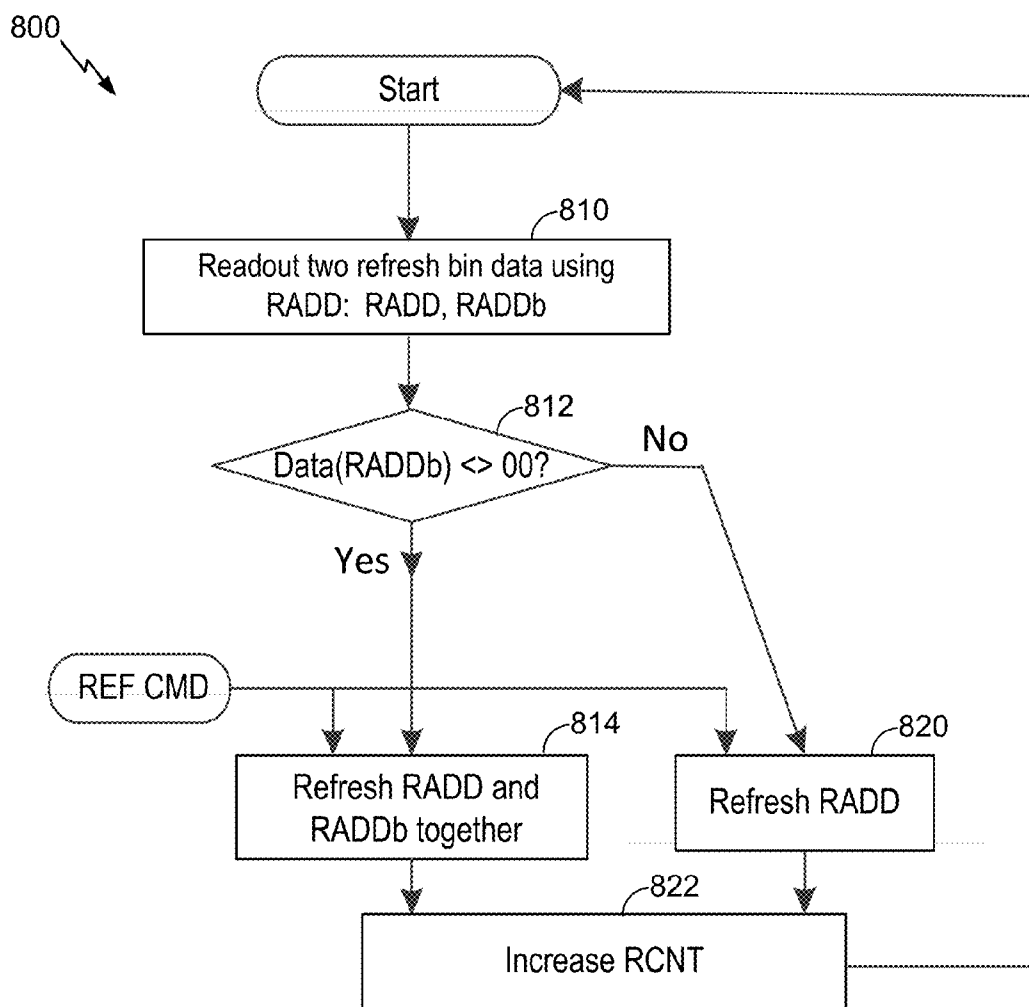 800
Start
810
Readout two refresh bin data using
RADD: RADD, RADDb
812
Data(RADDb) <> 00?
No
Yes
REF CMD
814
Refresh RADD and
RADDb together
820
Refresh RADD
822
Increase RCNT